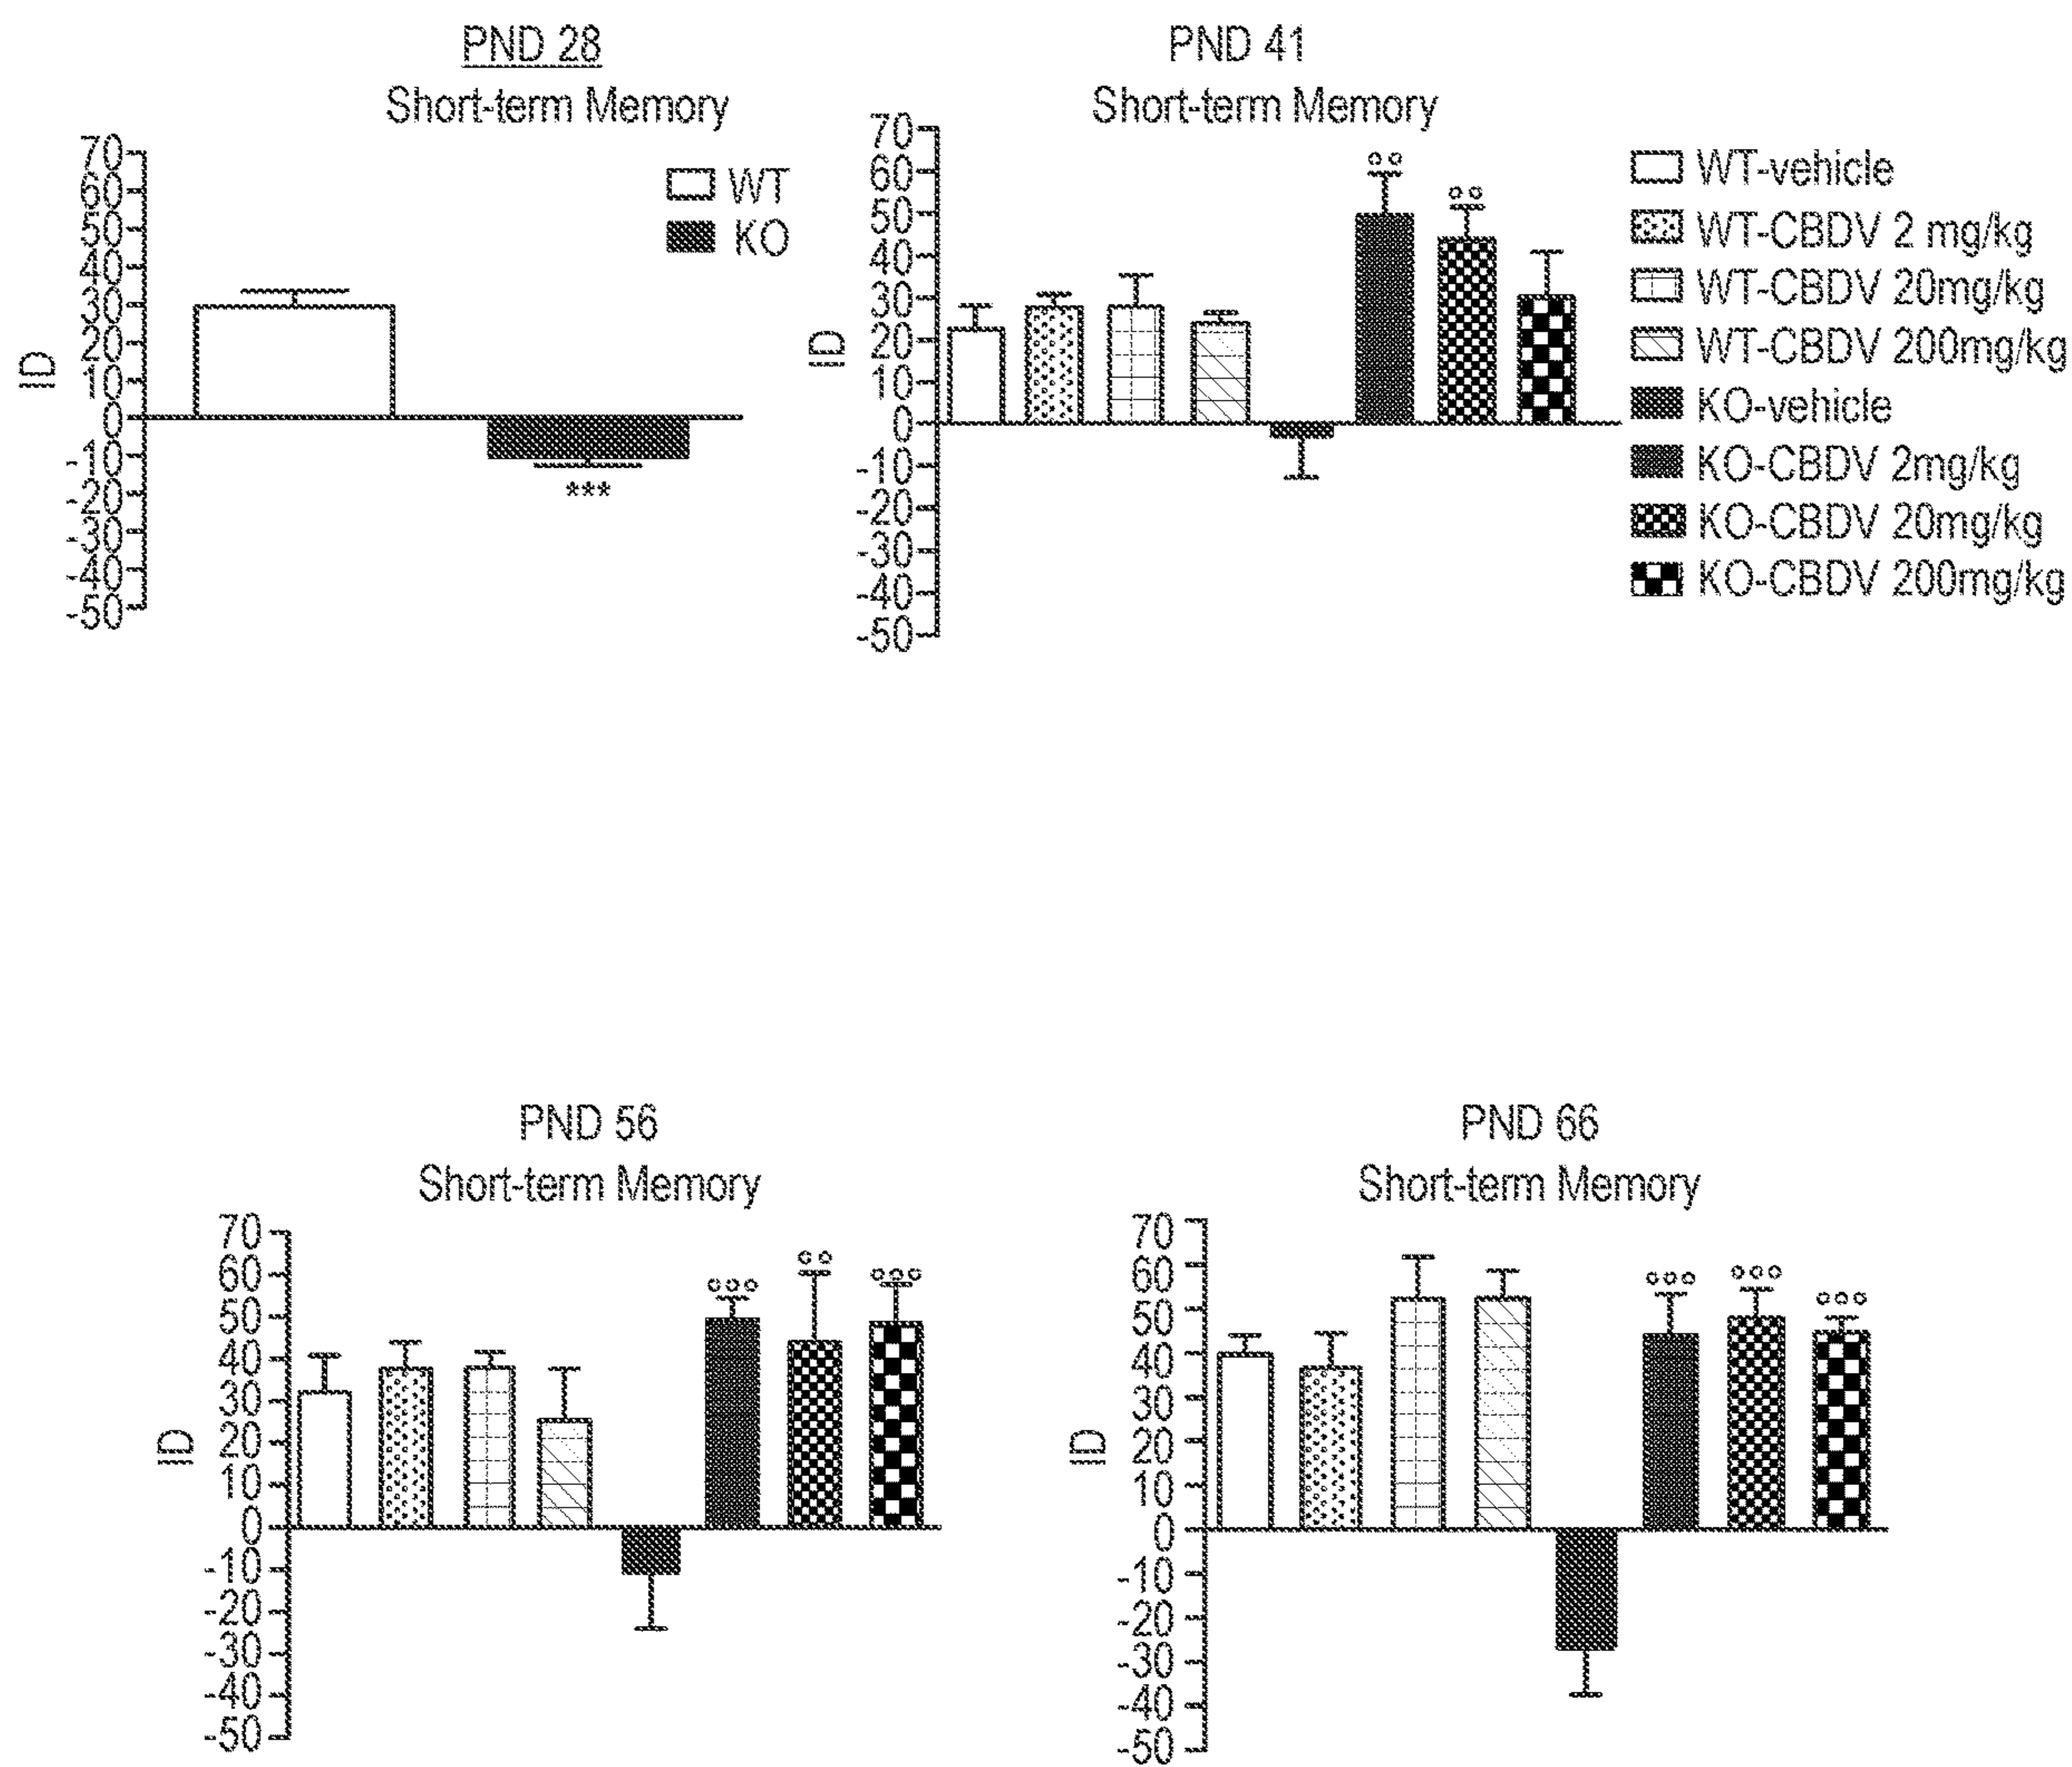 PND 28
Short-term Memory
70
60
50
40
30
20
10
0
-10
-20
-30
-40
-50
ID
WT
KO
***
PND 41
Short-term Memory
70
60
50
40
30
20
10
0
-10
-20
-30
-40
-50
ID
°°
°°
WT-vehicle
WT-CBDV 2 mg/kg
WT-CBDV 20mg/kg
WT-CBDV 200mg/kg
KO-vehicle
KO-CBDV 2mg/kg
KO-CBDV 20mg/kg
KO-CBDV 200mg/kg
PND 56
Short-term Memory
70
60
50
40
30
20
10
0
-10
-20
-30
-40
-50
ID
°°°
°°
°°°
PND 66
Short-term Memory
70
60
50
40
30
20
10
0
-10
-20
-30
-40
-50
ID
°°°
°°°
°°°